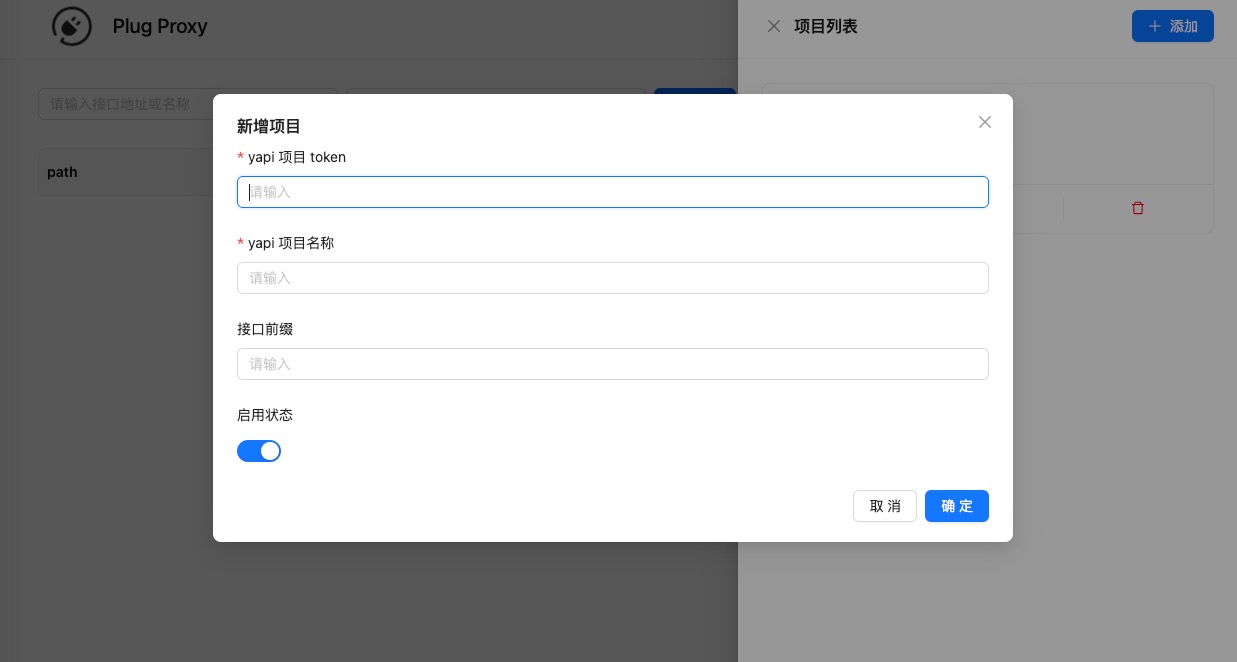 Plug Proxy
项目列表
添加
请输入接口地址或名称
path
新增项目
* yapi 项目 token
请输入
* yapi 项目名称
请输入
接口前缀
请输入
启用状态
取 消
确 定